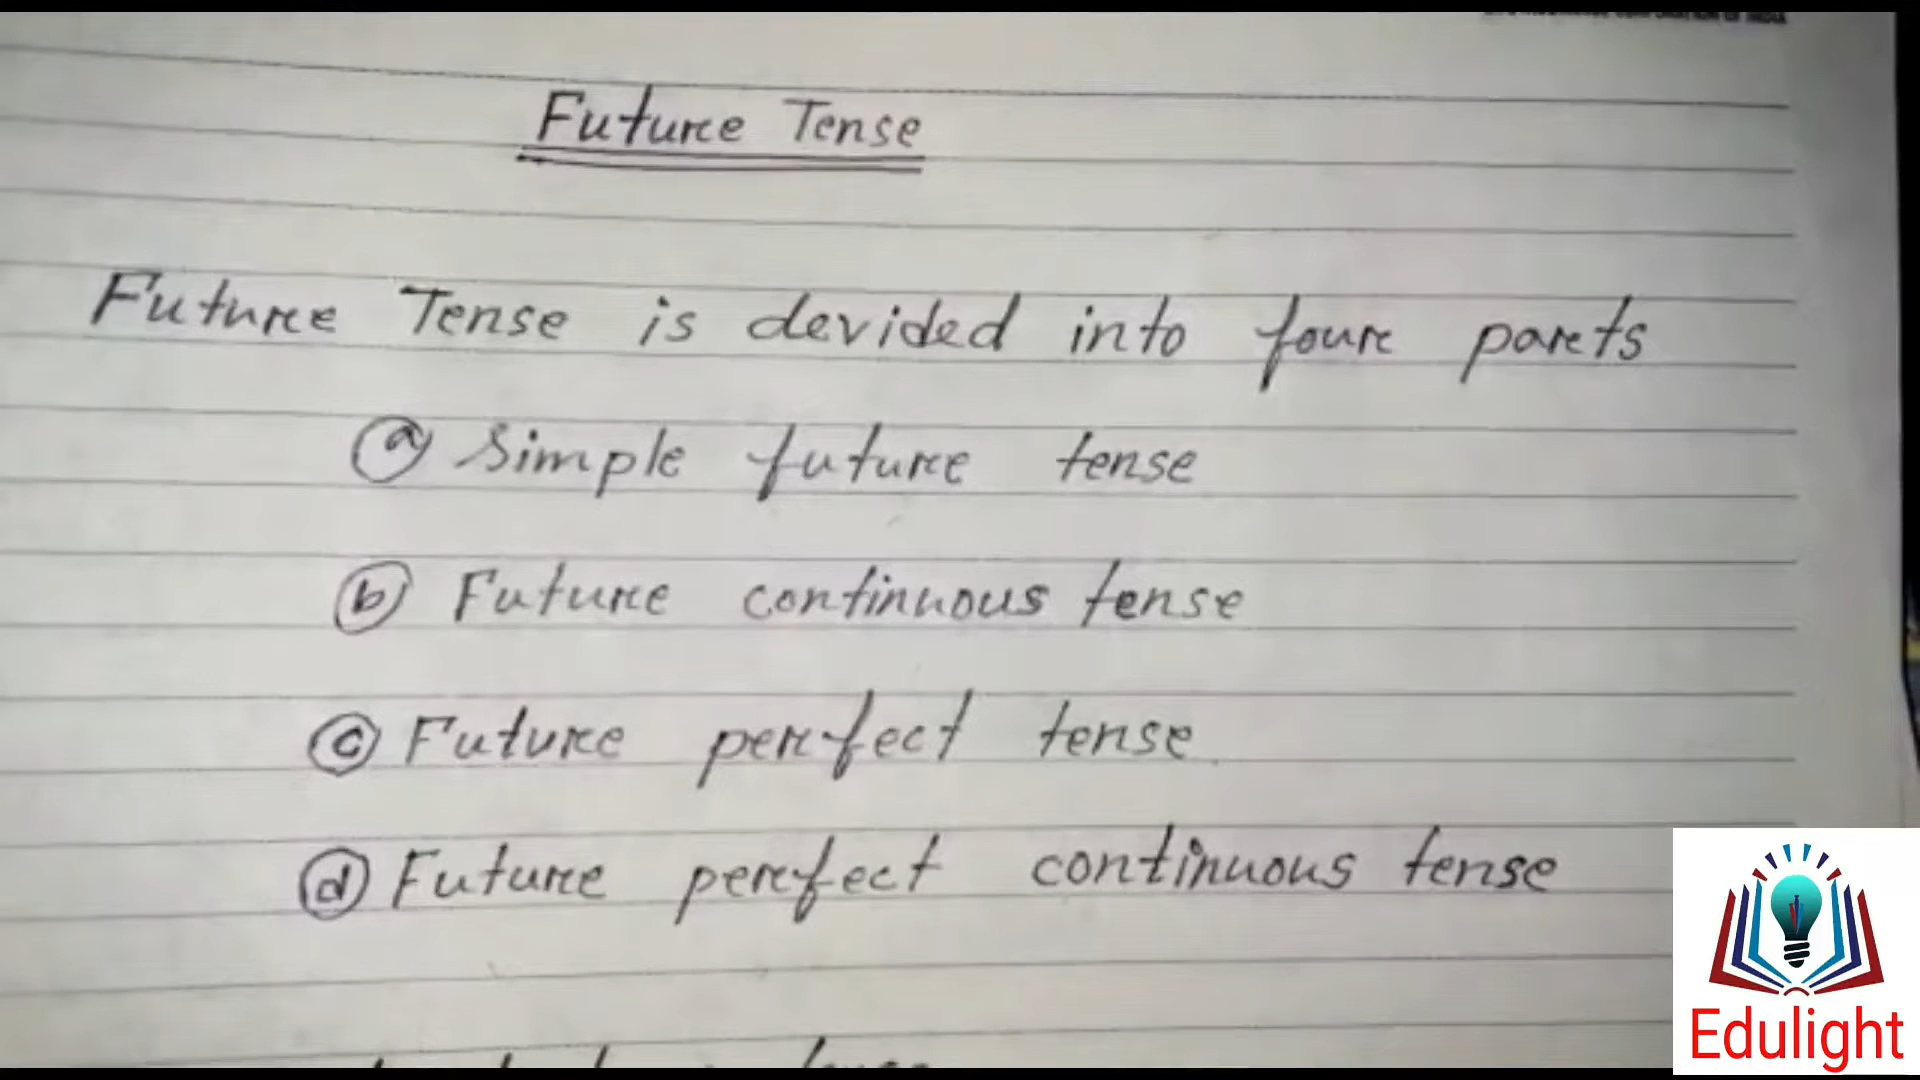 Future Tense
Future Tense is devided into four parts
(a) Simple future tense
(b) Future continuous tense
(c) Future perfect tense
(d) Future perfect continuous tense
Edulight